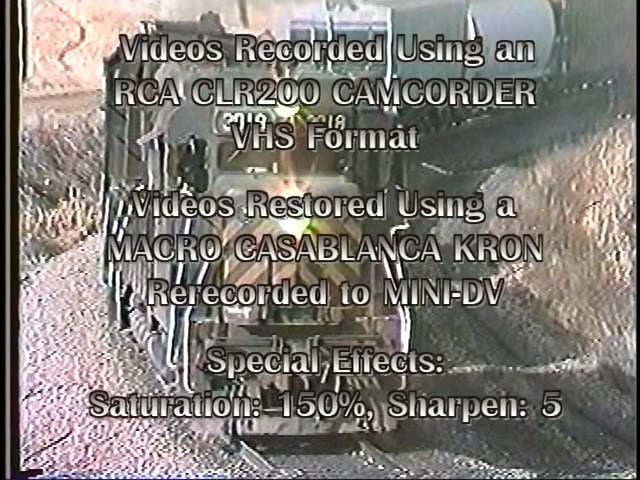 Videos Recorded Using an
RCA CLR200 CAMCORDER
VHS Format
Videos Restored Using a
MACRO CASABLANCA KRON
Rerecorded to MINI-DV
Special Effects:
Saturation: 150%, Sharpen: 5